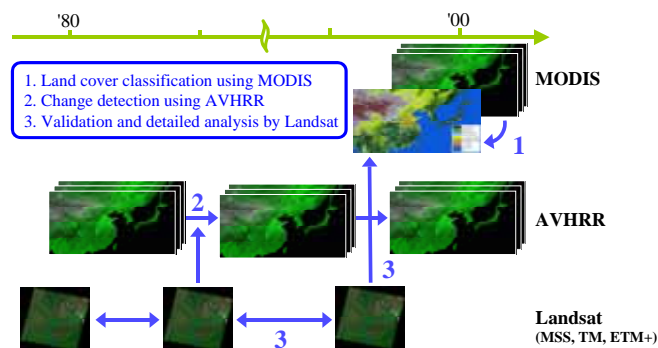 '80
'00
1. Land cover classification using MODIS
2. Change detection using AVHRR
3. Validation and detailed analysis by Landsat
MODIS
1
2
AVHRR
3
3
Landsat
(MSS, TM, ETM+)